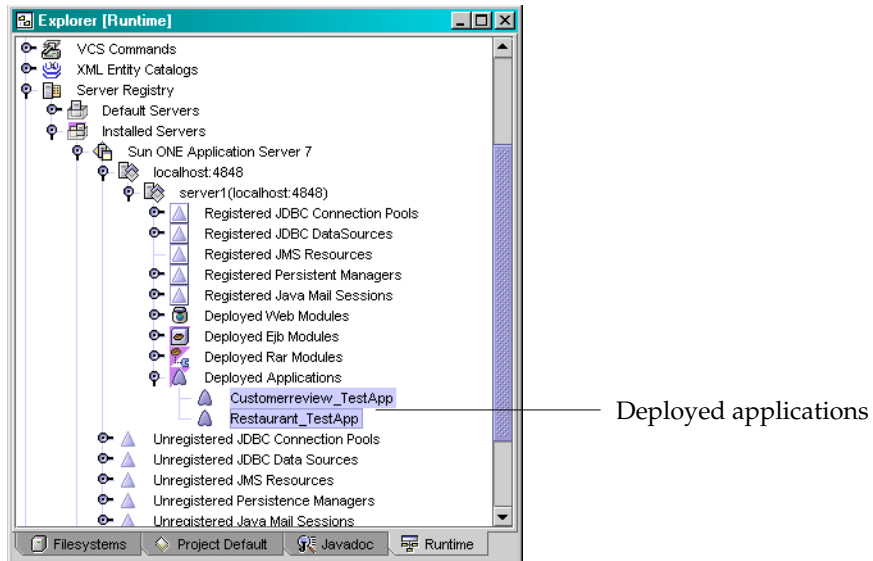 Explorer [Runtime]
VCS Commands
XML Entity Catalogs
Server Registry
Default Servers
Installed Servers
Sun ONE Application Server 7
localhost:4848
server1(localhost:4848)
Registered JDBC Connection Pools
Registered JDBC DataSources
Registered JMS Resources
Registered Persistent Managers
Registered Java Mail Sessions
Deployed Web Modules
Deployed Ejb Modules
Deployed Rar Modules
Deployed Applications
Customerreview_TestApp
Restaurant_TestApp
Deployed applications
Unregistered JDBC Connection Pools
Unregistered JDBC Data Sources
Unregistered JMS Resources
Unregistered Persistence Managers
Unregistered Java Mail Sessions
Filesystems Project Default Javadoc Runtime